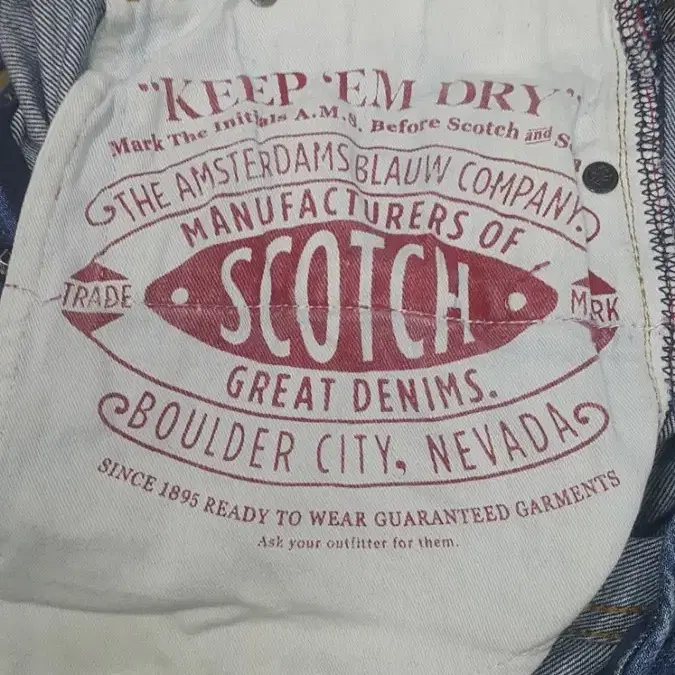 "KEEP 'EM DRY"
Mark The Initials A.M.S. Before Scotch and
THE AMSTERDAMS BLAUW COMPANY.
MANUFACTURERS OF
TRADE SCOTCH MRK
GREAT DENIMS.
BOULDER CITY, NEVADA
SINCE 1895 READY TO WEAR GUARANTEED GARMENTS
Ask your outfitter for them.